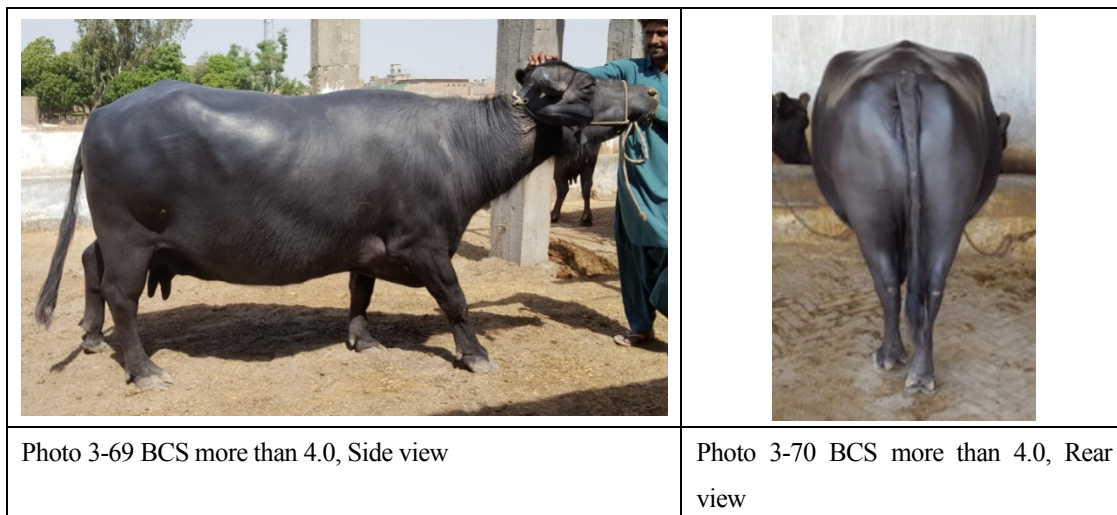 Photo 3-69 BCS more than 4.0, Side view
Photo 3-70 BCS more than 4.0, Rear
view